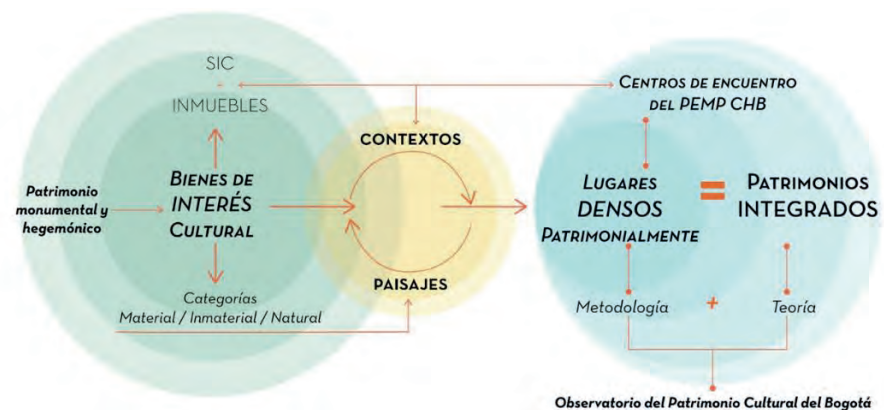 SIC
INMUEBLES
Patrimonio
monumental y
hegemónico
BIENES DE
INTERÉS
CULTURAL
Categorías
Material / Inmaterial / Natural
CONTEXTOS
PAISAJES
CENTROS DE ENCUENTRO
DEL PEMP CHB
LUGARES
DENSOS
PATRIMONIALMENTE
=
PATRIMONIOS
INTEGRADOS
Metodología
+
Teoría
Observatorio del Patrimonio Cultural del Bogotá